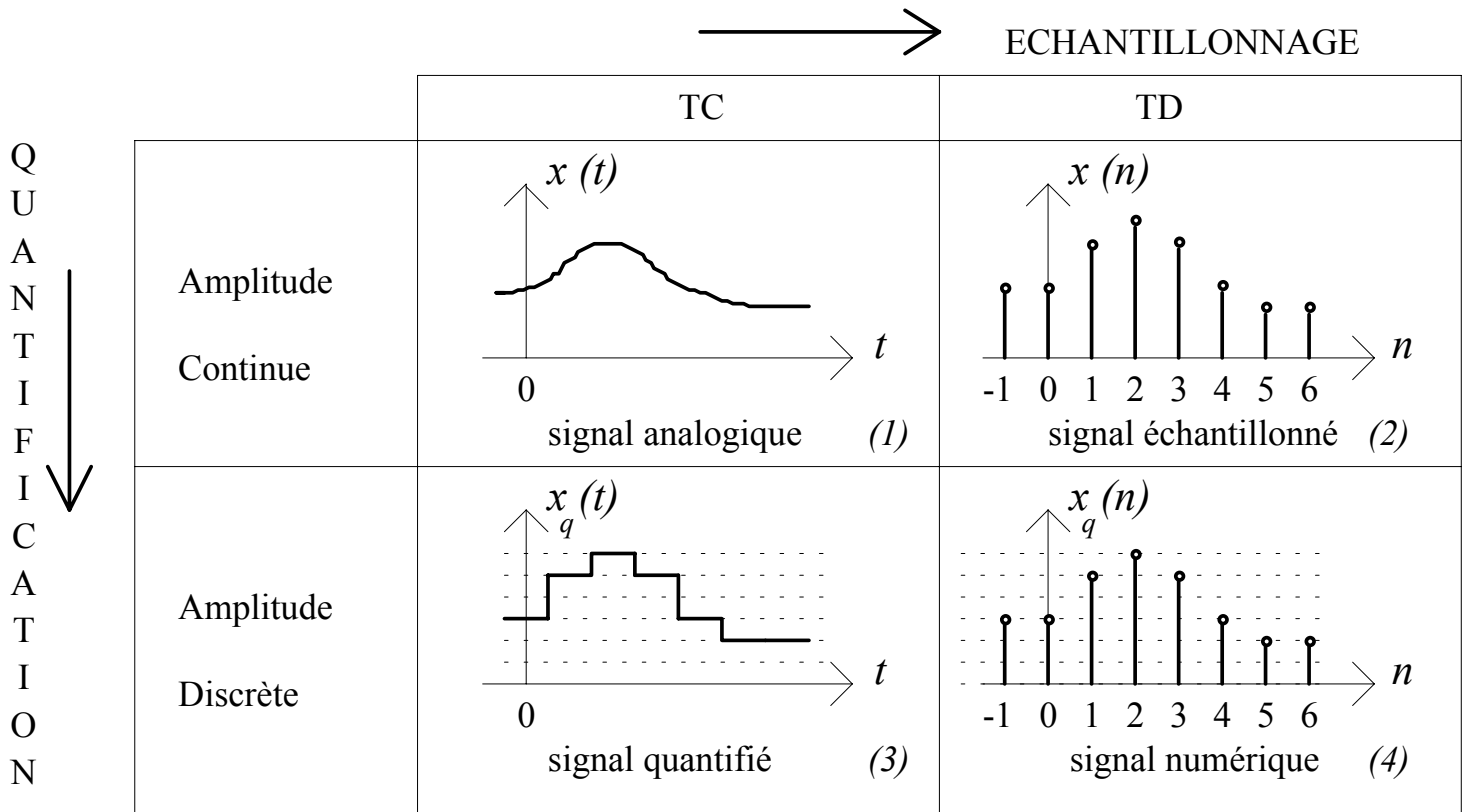 ECHANTILLONNAGE
QUANTIFICATION
TC
TD
Amplitude
Continue
x (t)
t
0
signal analogique (1)
x (n)
n
-1 0 1 2 3 4 5 6
signal échantillonné (2)
Amplitude
Discrète
x q (t)
t
0
signal quantifié (3)
x q (n)
n
-1 0 1 2 3 4 5 6
signal numérique (4)